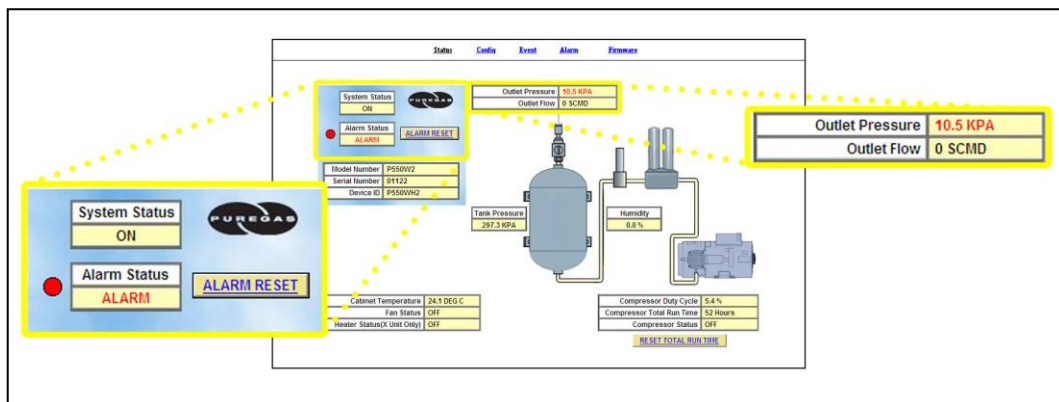 Status Config Event Alarm Firmware
System Status
ON
PUREGAS
Alarm Status
ALARM
ALARM RESET
Outlet Pressure 10.5 KPA
Outlet Flow 0 SCMD
Model Number P550W2
Serial Number 01122
Device ID P550WH2
Outlet Pressure 10.5 KPA
Outlet Flow 0 SCMD
System Status
ON
PUREGAS
Alarm Status
ALARM
ALARM RESET
Tank Pressure
297.3 KPA
Humidity
0.0 %
Cabinet Temperature 24.1 DEG C
Fan Status OFF
Heater Status(X Unit Only) OFF
Compressor Duty Cycle 5.4 %
Compressor Total Run Time 52 Hours
Compressor Status OFF
RESET TOTAL RUN TIME